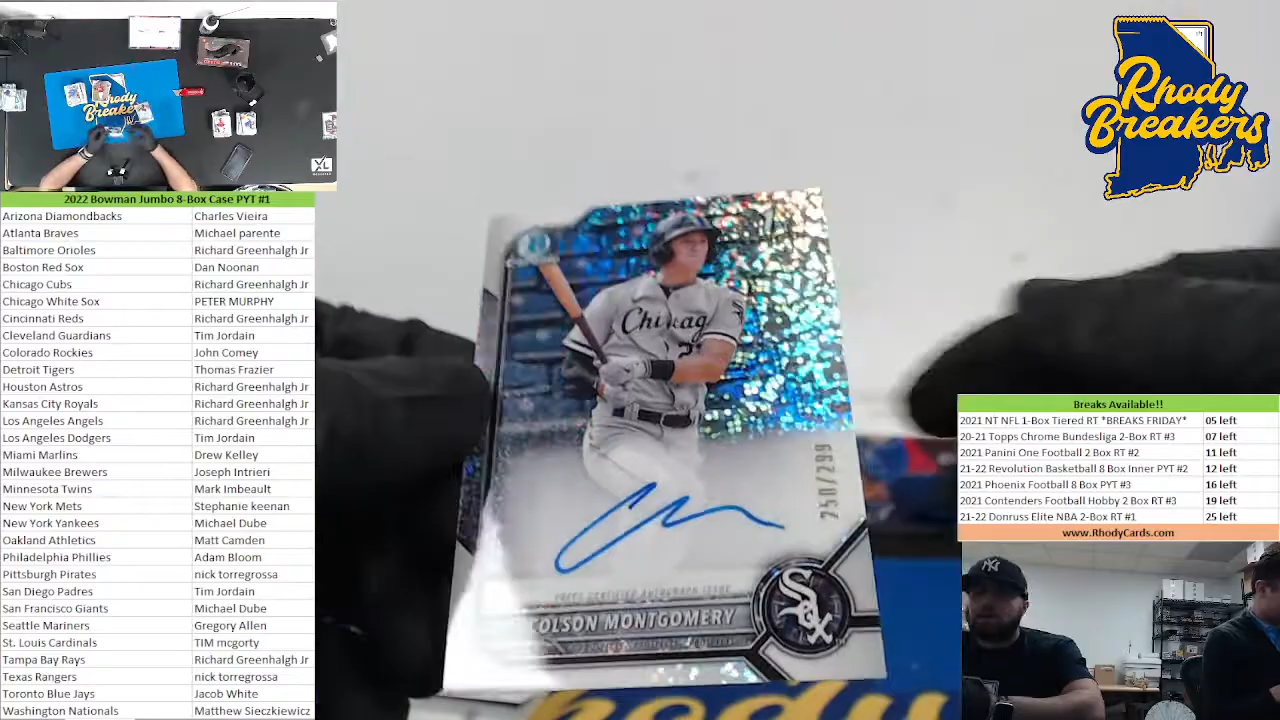 Rhody
Breakers
XL
2022 Bowman Jumbo 8-Box Case PYT #1
Arizona Diamondbacks Charles Vieira
Atlanta Braves Michael parente
Baltimore Orioles Richard Greenhalgh Jr
Boston Red Sox Dan Noonan
Chicago Cubs Richard Greenhalgh Jr
Chicago White Sox PETER MURPHY
Cincinnati Reds Richard Greenhalgh Jr
Cleveland Guardians Tim Jordain
Colorado Rockies John Comey
Detroit Tigers Thomas Frazier
Houston Astros Richard Greenhalgh Jr
Kansas City Royals Richard Greenhalgh Jr
Los Angeles Angels Richard Greenhalgh Jr
Los Angeles Dodgers Tim Jordain
Miami Marlins Drew Kelley
Milwaukee Brewers Joseph Intrieri
Minnesota Twins Mark Imbeault
New York Mets Stephanie keenan
New York Yankees Michael Dube
Oakland Athletics Matt Camden
Philadelphia Phillies Adam Bloom
Pittsburgh Pirates nick torregrossa
San Diego Padres Tim Jordain
San Francisco Giants Michael Dube
Seattle Mariners Gregory Allen
St. Louis Cardinals TIM mcgorty
Tampa Bay Rays Richard Greenhalgh Jr
Texas Rangers nick torregrossa
Toronto Blue Jays Jacob White
Washington Nationals Matthew Sieczkiewicz
Chicag
250/299
TOPPS CERTIFIED AUTOGRAPH ISSUE
COLSON MONTGOMERY
Sox
Rhody
Breakers
Breaks Available!!
2021 NT NFL 1-Box Tiered RT *BREAKS FRIDAY* 05 left
20-21 Topps Chrome Bundesliga 2-Box RT #3 07 left
2021 Panini One Football 2 Box RT #2 11 left
21-22 Revolution Basketball 8 Box Inner PYT #2 12 left
2021 Phoenix Football 8 Box PYT #3 16 left
2021 Contenders Football Hobby 2 Box RT #3 19 left
21-22 Donruss Elite NBA 2-Box RT #1 25 left
www.RhodyCards.com